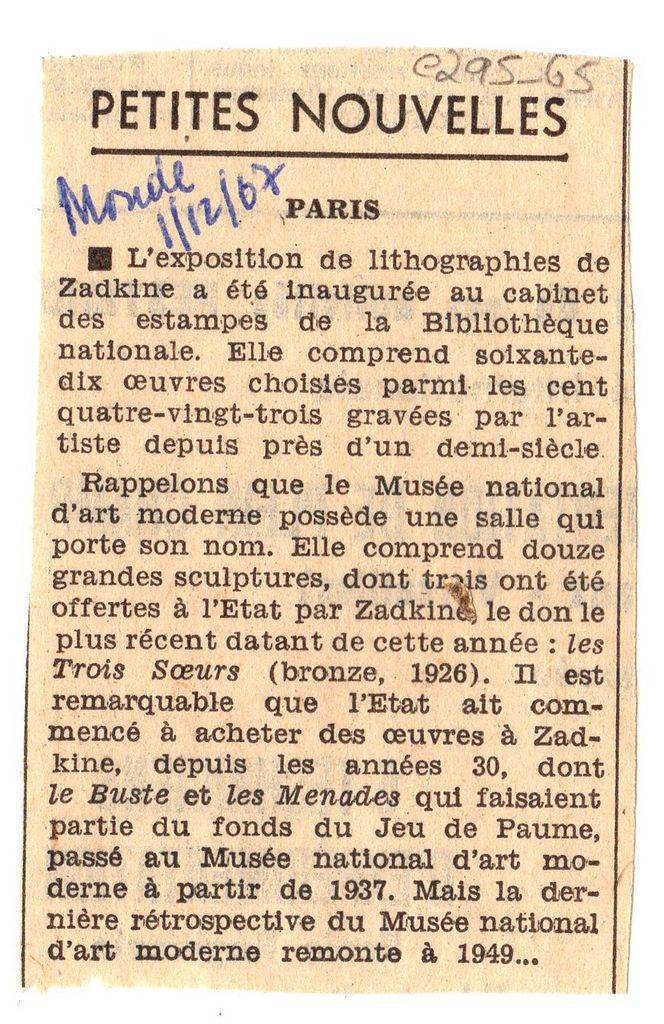 e295_65
PETITES NOUVELLES
Monde
1/12/67
PARIS
■ L'exposition de lithographies de
Zadkine a été inaugurée au cabinet
des estampes de la Bibliothèque
nationale. Elle comprend soixante-
dix œuvres choisies parmi les cent
quatre-vingt-trois gravées par l'ar-
tiste depuis près d'un demi-siècle.
Rappelons que le Musée national
d'art moderne possède une salle qui
porte son nom. Elle comprend douze
grandes sculptures, dont trois ont été
offertes à l'Etat par Zadkine, le don le
plus récent datant de cette année : les
Trois Sœurs (bronze, 1926). Il est
remarquable que l'Etat ait com-
mencé à acheter des œuvres à Zad-
kine, depuis les années 30, dont
le Buste et les Menades qui faisaient
partie du fonds du Jeu de Paume,
passé au Musée national d'art mo-
derne à partir de 1937. Mais la der-
nière rétrospective du Musée national
d'art moderne remonte à 1949...